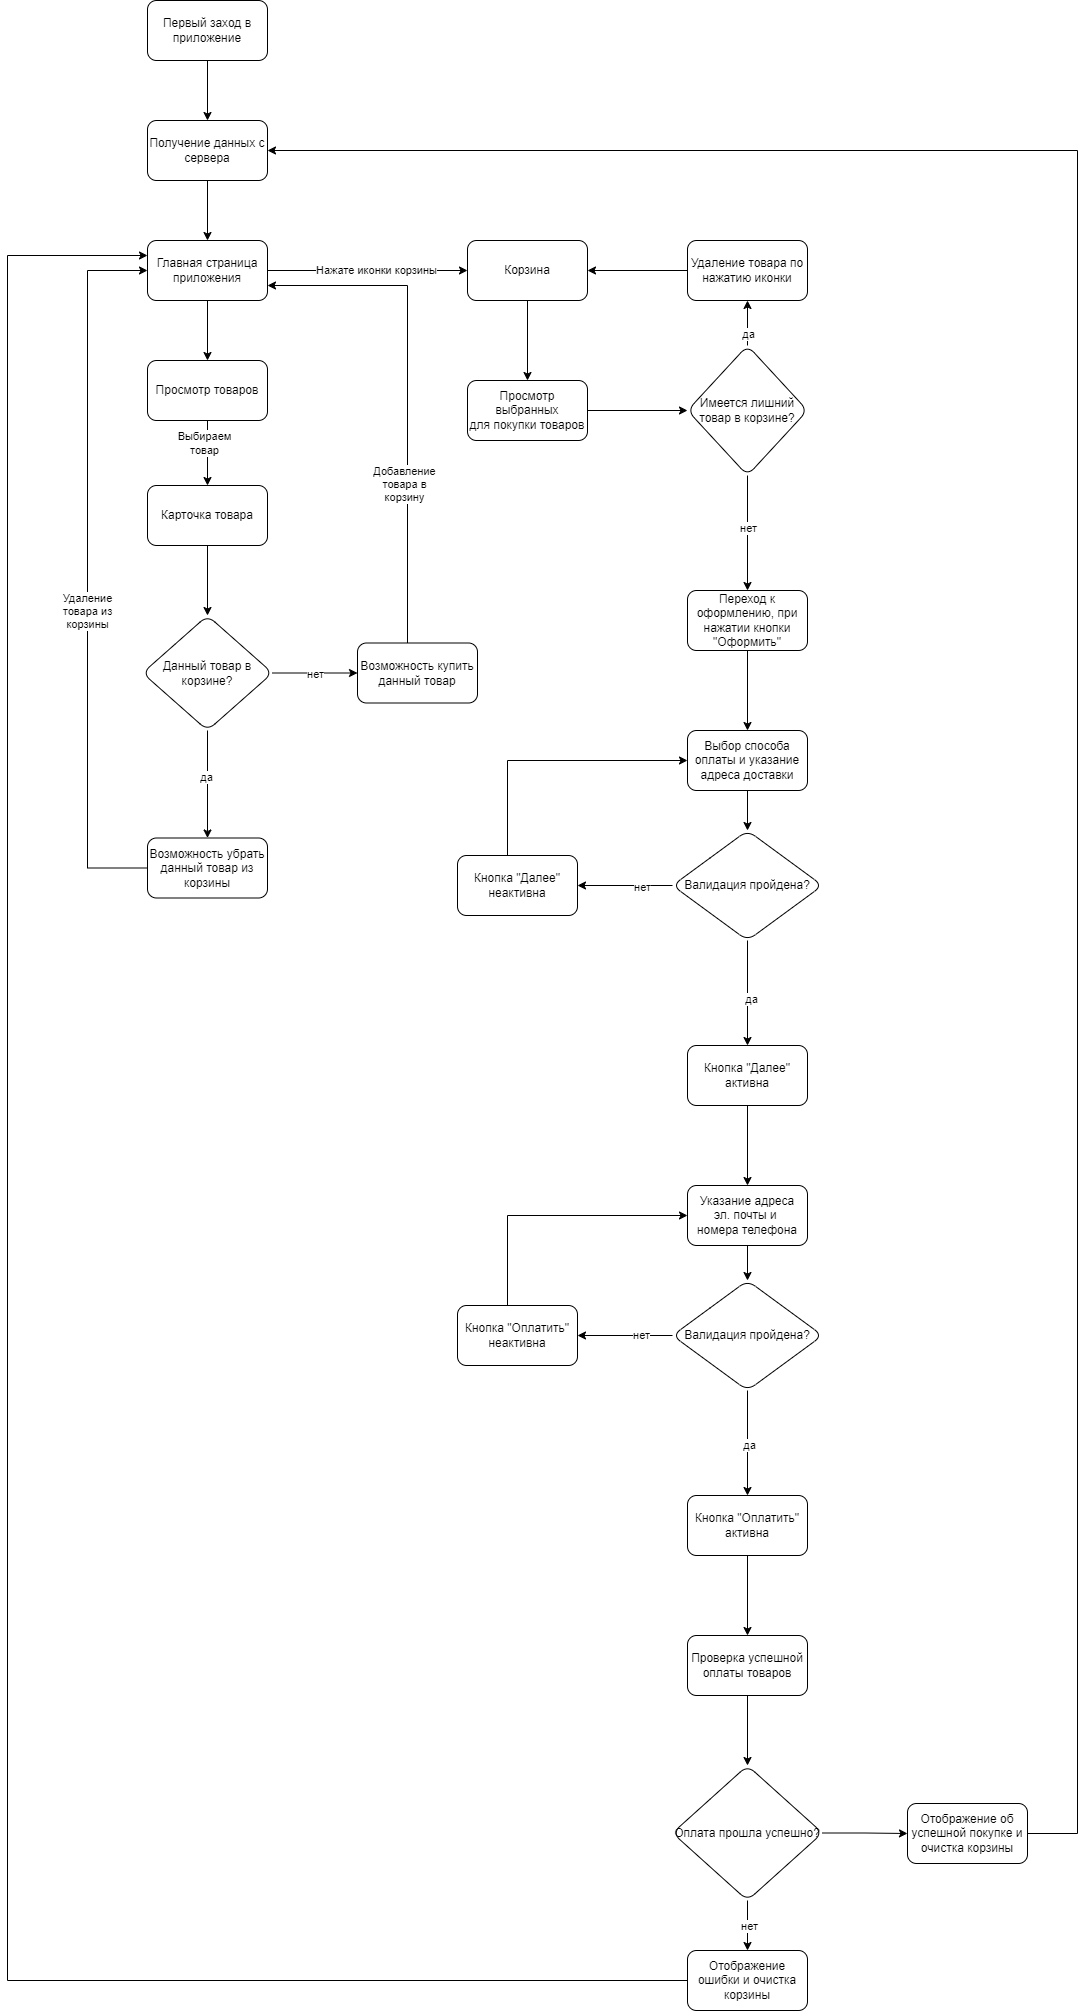 Первый заход в
приложение
Получение данных с
сервера
Главная страница
приложения
Нажате иконки корзины
Корзина
Удаление товара по
нажатию иконки
да
Просмотр товаров
Просмотр
выбранных
для покупки товаров
Имеется лишний
товар в корзине?
Выбираем
товар
Добавление
товара в
корзину
Карточка товара
нет
Удаление
товара из
корзины
Переход к
оформлению, при
нажатии кнопки
"Оформить"
Данный товар в
корзине?
нет
Возможность купить
данный товар
да
Выбор способа
оплаты и указание
адреса доставки
Возможность убрать
данный товар из
корзины
Кнопка "Далее"
неактивна
нет
Валидация пройдена?
да
Кнопка "Далее"
активна
Указание адреса
эл. почты и
номера телефона
Кнопка "Оплатить"
неактивна
нет
Валидация пройдена?
да
Кнопка "Оплатить"
активна
Проверка успешной
оплаты товаров
Оплата прошла успешно?
Отображение об
успешной покупке и
очистка корзины
нет
Отображение
ошибки и очистка
корзины